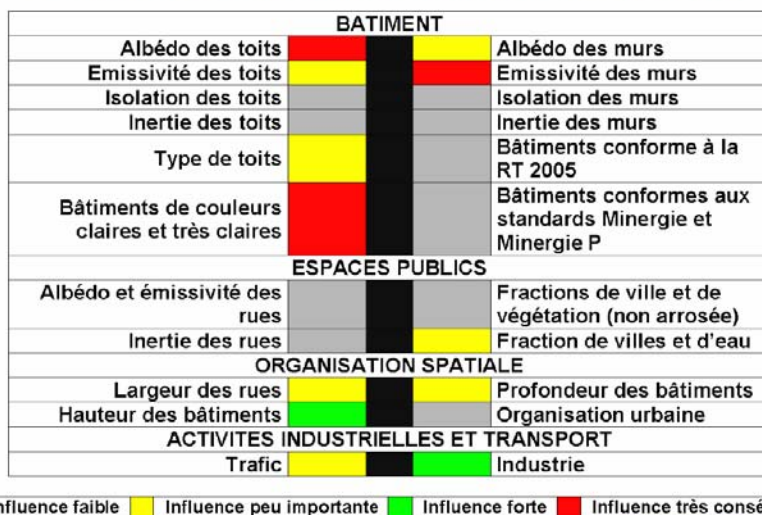 BATIMENT
Albédo des toits
Albédo des murs
Emissivité des toits
Emissivité des murs
Isolation des toits
Isolation des murs
Inertie des toits
Inertie des murs
Type de toits
Bâtiments conforme à la
RT 2005
Bâtiments de couleurs
claires et très claires
Bâtiments conformes aux
standards Minergie et
Minergie P
ESPACES PUBLICS
Albédo et émissivité des
rues
Fractions de ville et de
végétation (non arrosée)
Inertie des rues
Fraction de villes et d'eau
ORGANISATION SPATIALE
Largeur des rues
Profondeur des bâtiments
Hauteur des bâtiments
Organisation urbaine
ACTIVITES INDUSTRIELLES ET TRANSPORT
Trafic
Industrie
nfluence faible Influence peu importante Influence forte Influence très consé